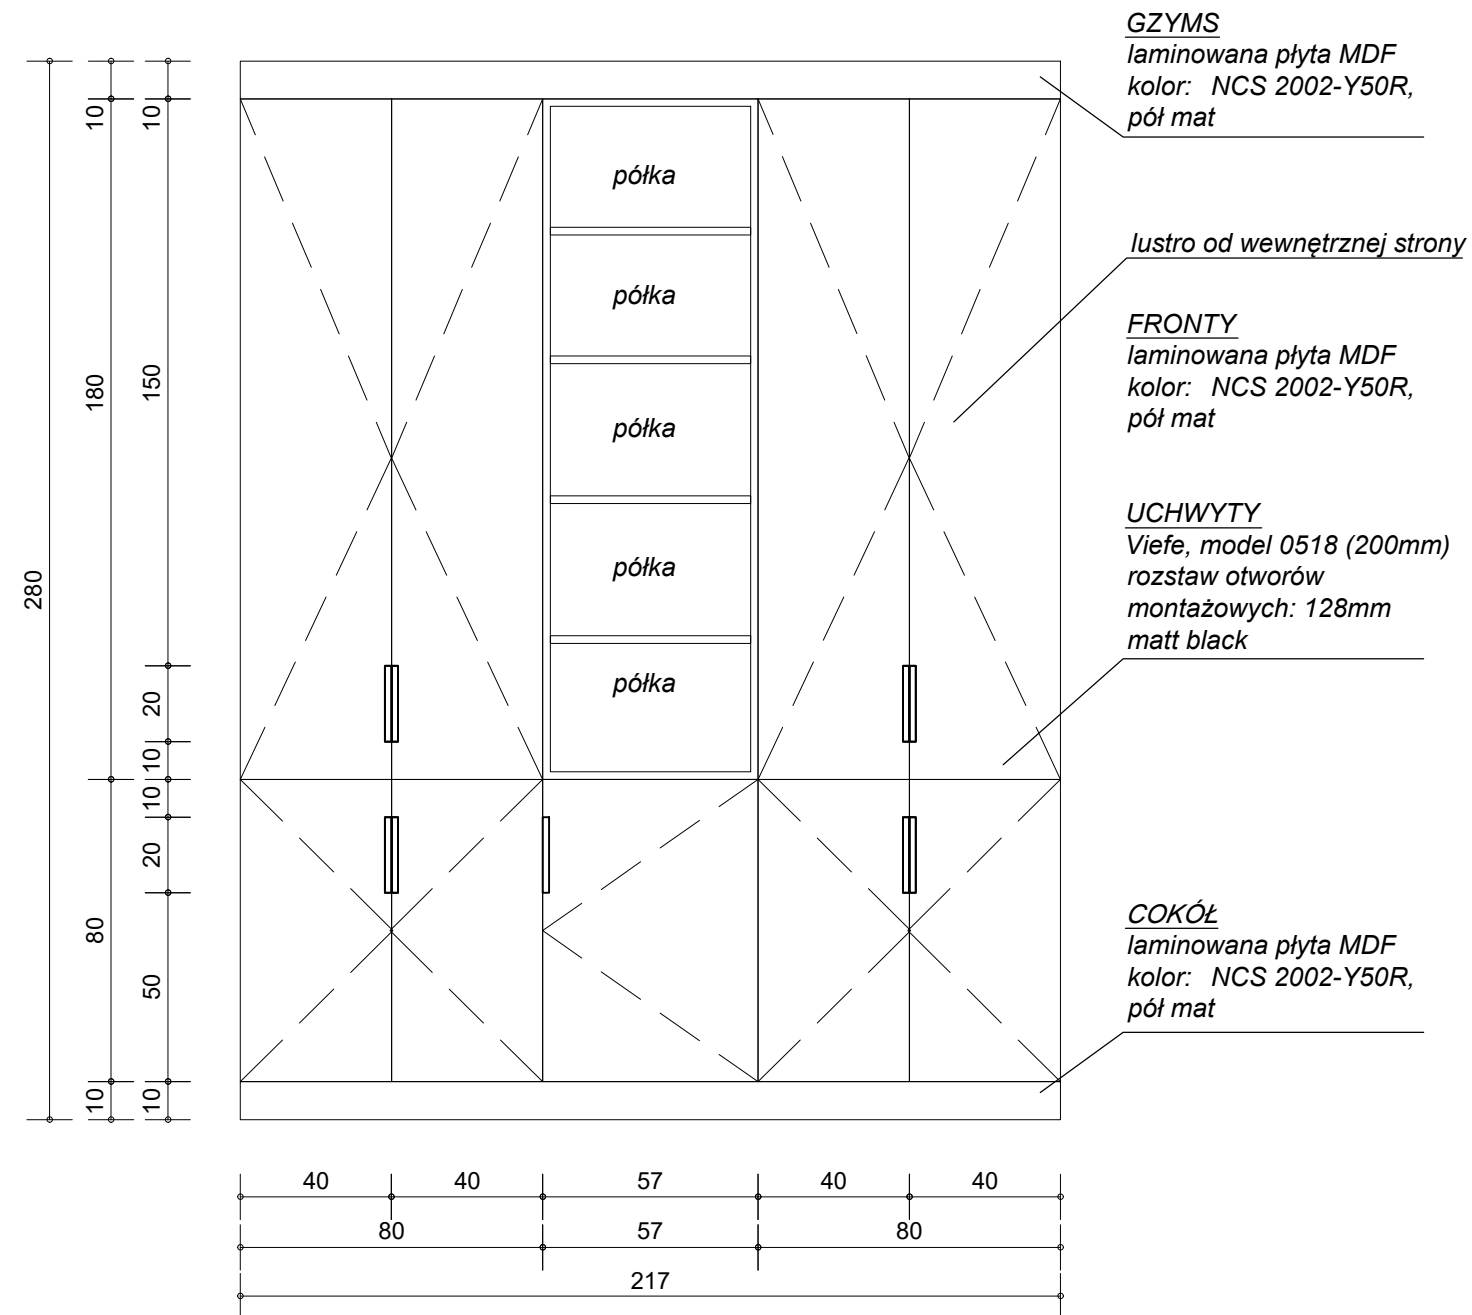 GZYMS
laminowana płyta MDF
kolor: NCS 2002-Y50R,
pół mat
lustro od wewnętrznej strony
FRONTY
laminowana płyta MDF
kolor: NCS 2002-Y50R,
pół mat
UCHWYTY
Viefe, model 0518 (200mm)
rozstaw otworów
montażowych: 128mm
matt black
COKÓŁ
laminowana płyta MDF
kolor: NCS 2002-Y50R,
pół mat
półka
półka
półka
półka
półka
280
10
180
80
10
10
150
20
10
10
20
50
10
40 40 57 40 40
80 57 80
217